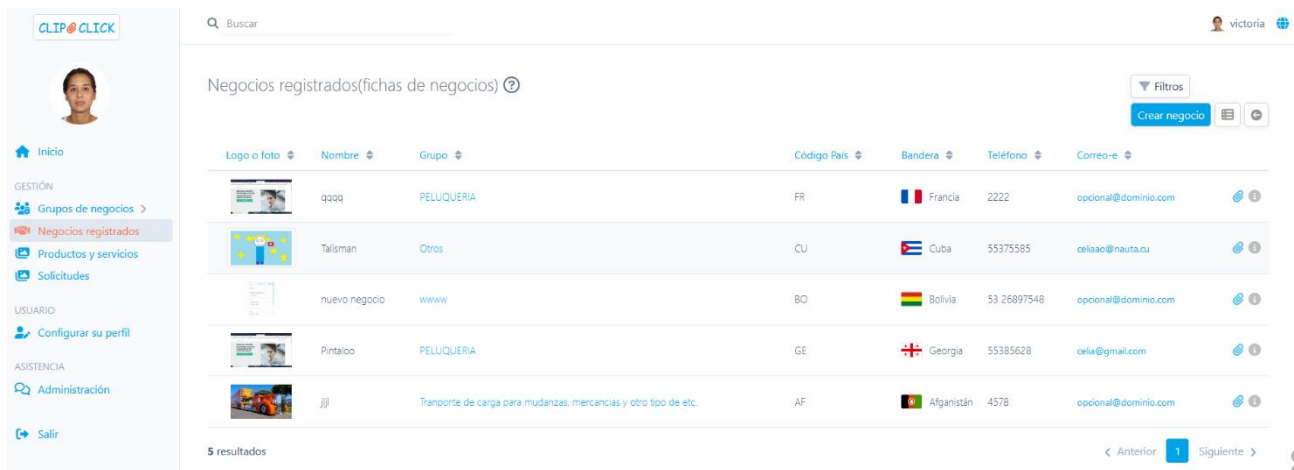 CLIP@CLICK
Buscar
victoria
Negocios registrados(fichas de negocios)
Filtros
Crear negocio
Inicio
GESTIÓN
Grupos de negocios
Negocios registrados
Productos y servicios
Solicitudes
USUARIO
Configurar su perfil
ASISTENCIA
Administración
Salir
Logo o foto Nombre Grupo Código País Bandera Teléfono Correo-e
qqqq PELUQUERIA FR Francia 2222 opcional@dominio.com
Talisman Otros CU Cuba 55375585 celiaao@nauta.cu
nuevo negocio wwww BO Bolivia 53 26897548 opcional@dominio.com
Pintaloo PELUQUERIA GE Georgia 55385628 celia@gmail.com
Tranporte de carga para mudanzas, mercancias y otro tipo de etc. AF Afganistán 4578 opcional@dominio.com
5 resultados
Anterior 1 Siguiente